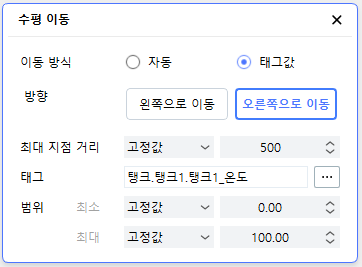 수평 이동
이동 방식 자동 태그값
방향 왼쪽으로 이동 오른쪽으로 이동
최대 지점 거리 고정값 500
태그 탱크.탱크1.탱크1_온도 ...
범위 최소 고정값 0.00
최대 고정값 100.00